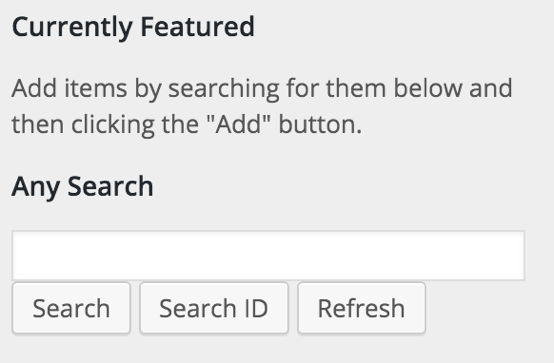 Currently Featured
Add items by searching for them below and
then clicking the "Add" button.
Any Search
Search Search ID Refresh